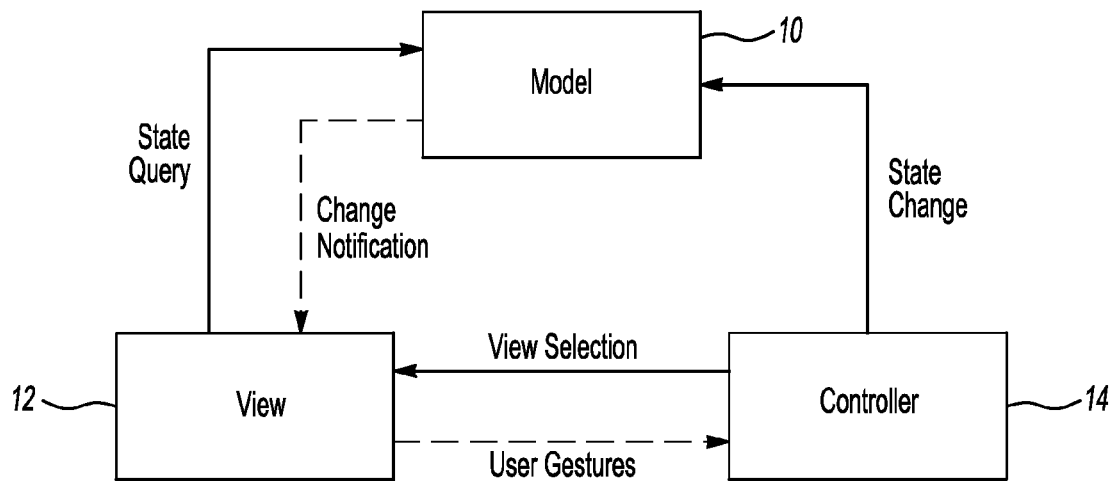 10
Model
State
Query
State
Change
Change
Notification
View Selection
12
View
Controller
14
User Gestures